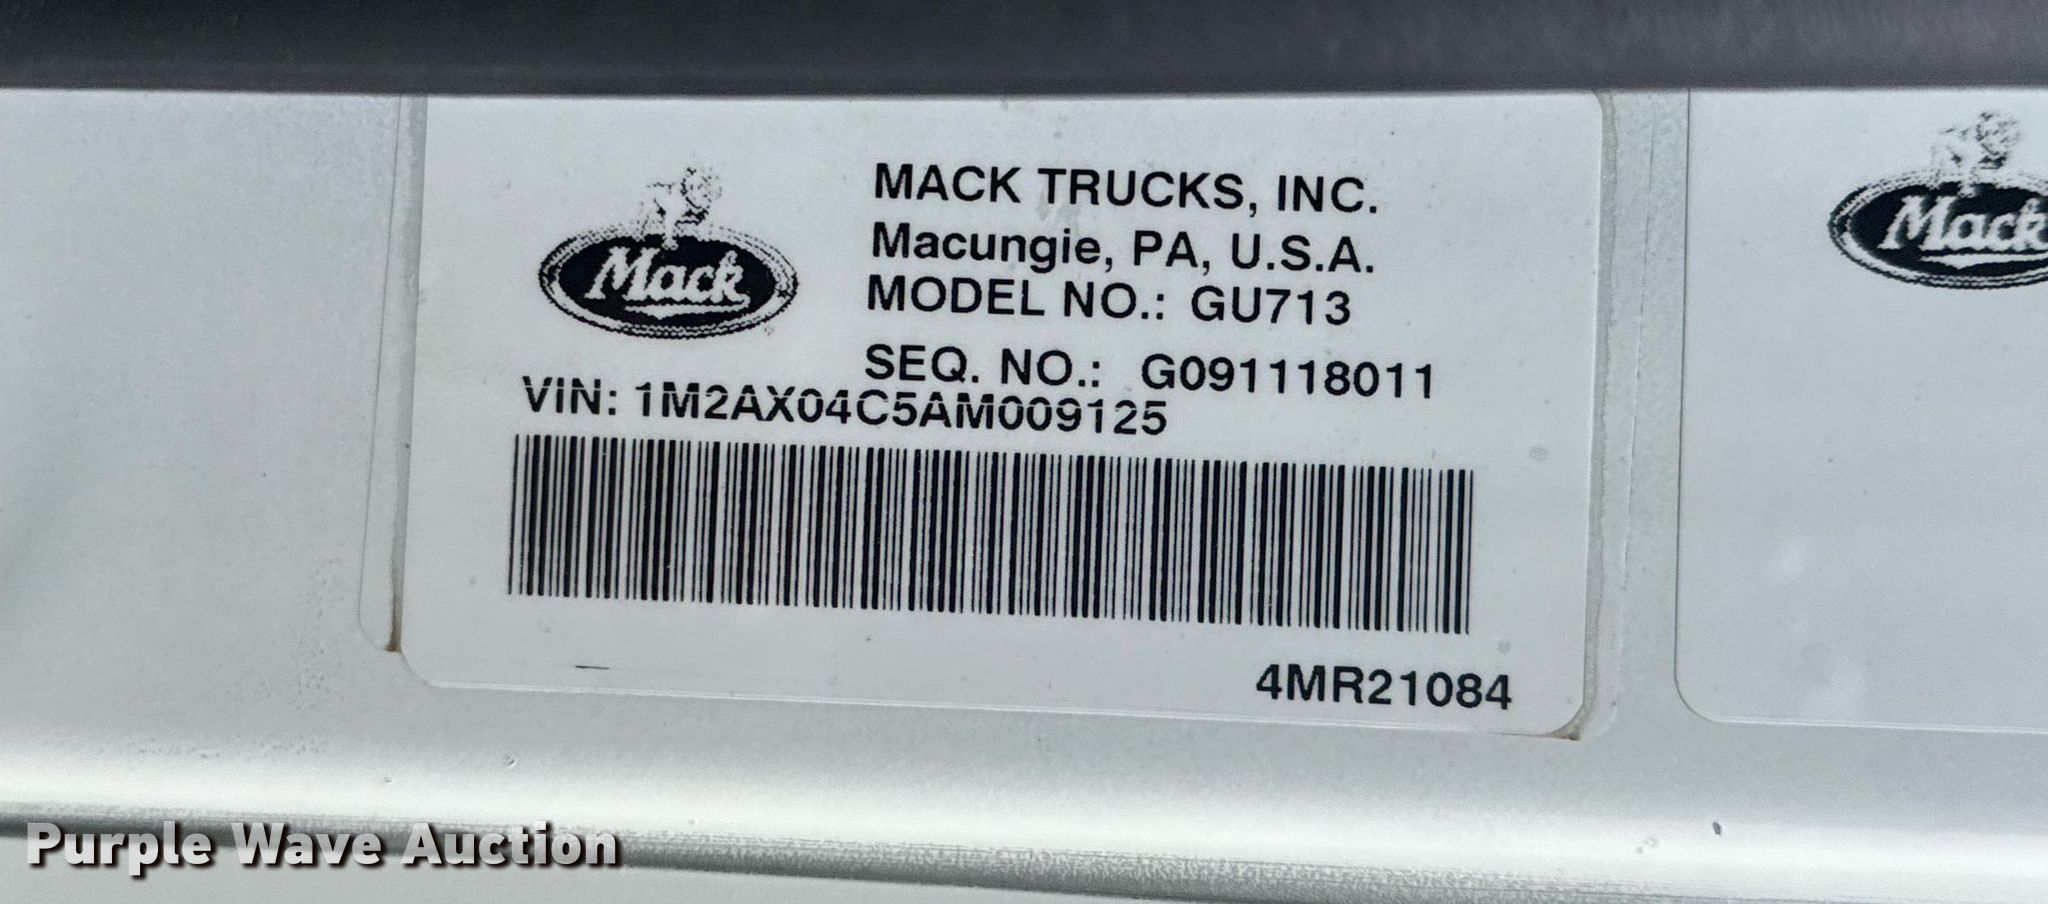 Mack
MACK TRUCKS, INC.
Macungie, PA, U.S.A.
MODEL NO.: GU713
SEQ. NO.: G091118011
VIN: 1M2AX04C5AM009125
4MR21084
Mack
Purple Wave Auction